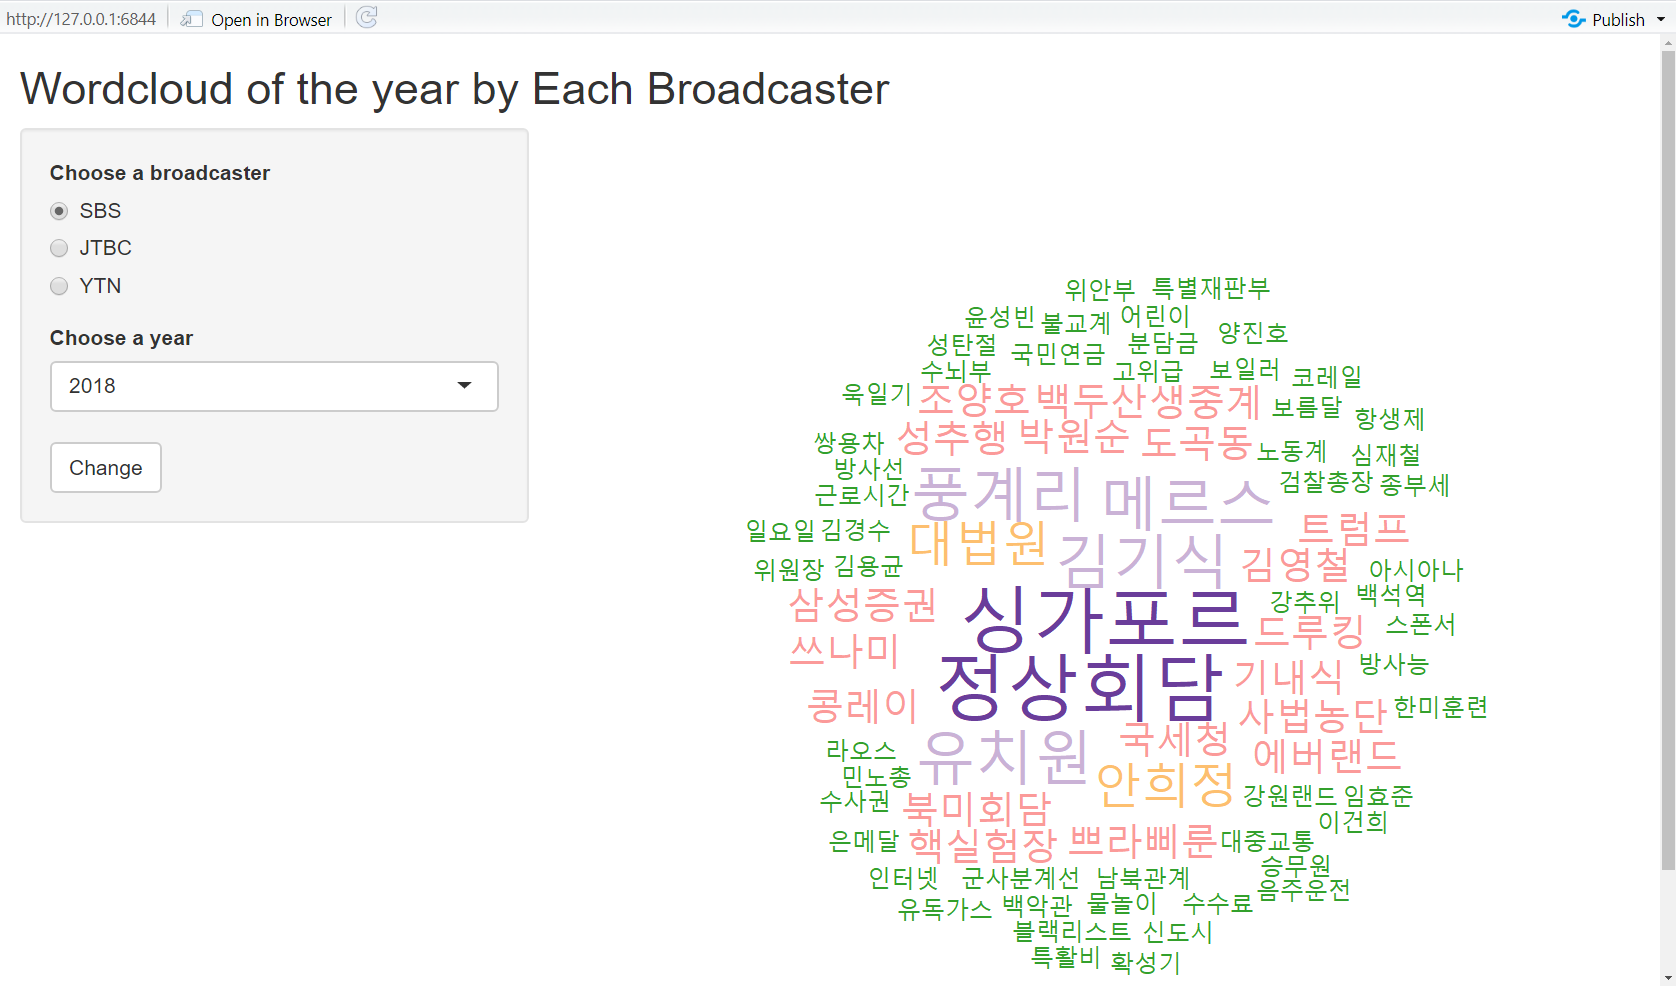 http://127.0.0.1:6844 Open in Browser Publish
Wordcloud of the year by Each Broadcaster
Choose a broadcaster
SBS
JTBC
YTN
Choose a year
2018
Change
위안부 특별재판부
윤성빈 불교계 어린이 양진호
성탄절 국민연금 분담금
수뇌부 고위급 보일러 코레일
욱일기 조양호 백두산 생중계 보름달 항생제
쌍용차 성추행 박원순 도곡동 노동계 심재철
방사선 풍계리 메르스 검찰총장 종부세
근로시간
일요일 김경수 대법원 트럼프
위원장 김용균 김기식 김영철 아시아나
삼성증권 싱가포르 강추위 백석역
쓰나미 드루킹 스폰서
정상회담 기내식 방사능
콩레이 사법농단 한미훈련
라오스 유치원 국세청 에버랜드
민노총
수사권 북미회담 안희정 강원랜드 임효준
이건희
은메달 핵실험장 쁘라삐룬 대중교통
승무원
인터넷 군사분계선 남북관계 음주운전
유독가스 백악관 물놀이 수수료
블랙리스트 신도시
특활비 확성기